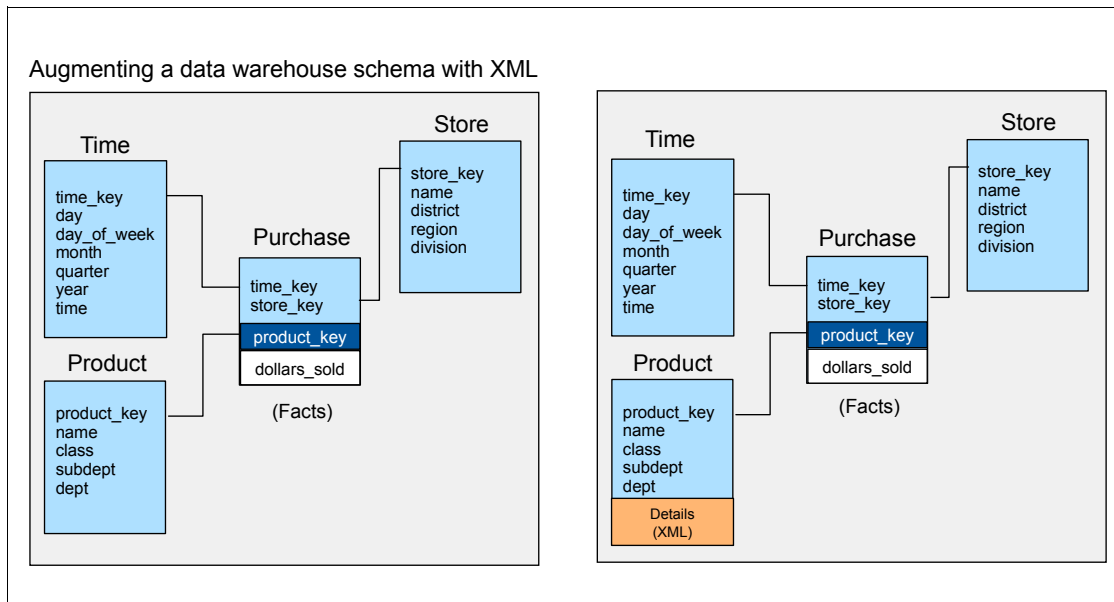 Augmenting a data warehouse schema with XML
Time
time_key
day
day_of_week
month
quarter
year
time
Store
store_key
name
district
region
division
Purchase
time_key
store_key
product_key
dollars_sold
(Facts)
Product
product_key
name
class
subdept
dept
Time
time_key
day
day_of_week
month
quarter
year
time
Store
store_key
name
district
region
division
Purchase
time_key
store_key
product_key
dollars_sold
(Facts)
Product
product_key
name
class
subdept
dept
Details
(XML)